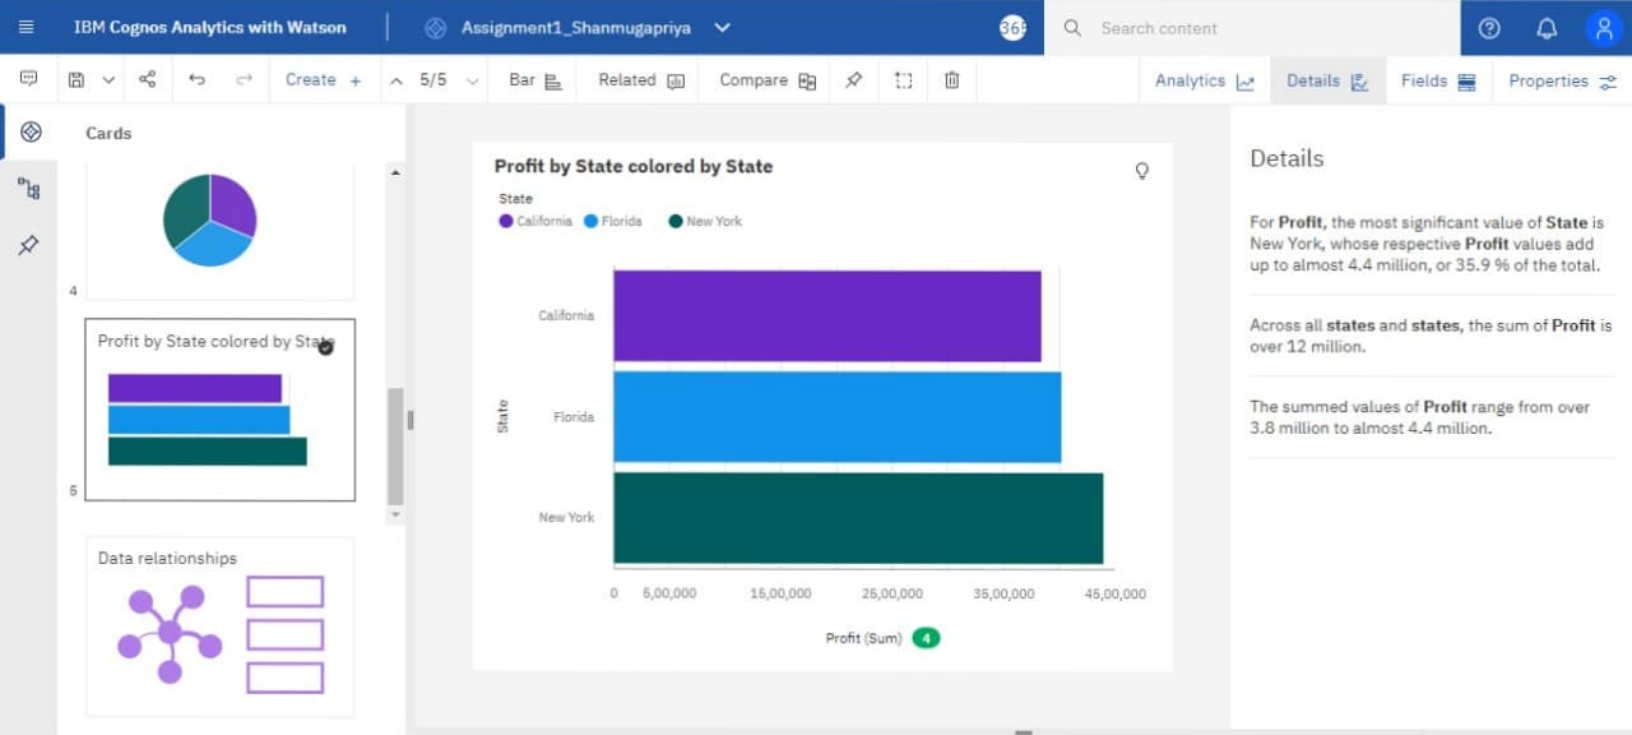 IBM Cognos Analytics with Watson
Assignment1_Shanmugapriya
Search content
Create +
5/5
Bar
Related
Compare
Analytics
Details
Fields
Properties
Cards
4
Profit by State colored by State
5
Data relationships
Profit by State colored by State
State
California
Florida
New York
State
California
Florida
New York
0 5,00,000 15,00,000 25,00,000 35,00,000 45,00,000
Profit (Sum) 4
Details
For Profit, the most significant value of State is
New York, whose respective Profit values add
up to almost 4.4 million, or 35.9 % of the total.
Across all states and states, the sum of Profit is
over 12 million.
The summed values of Profit range from over
3.8 million to almost 4.4 million.